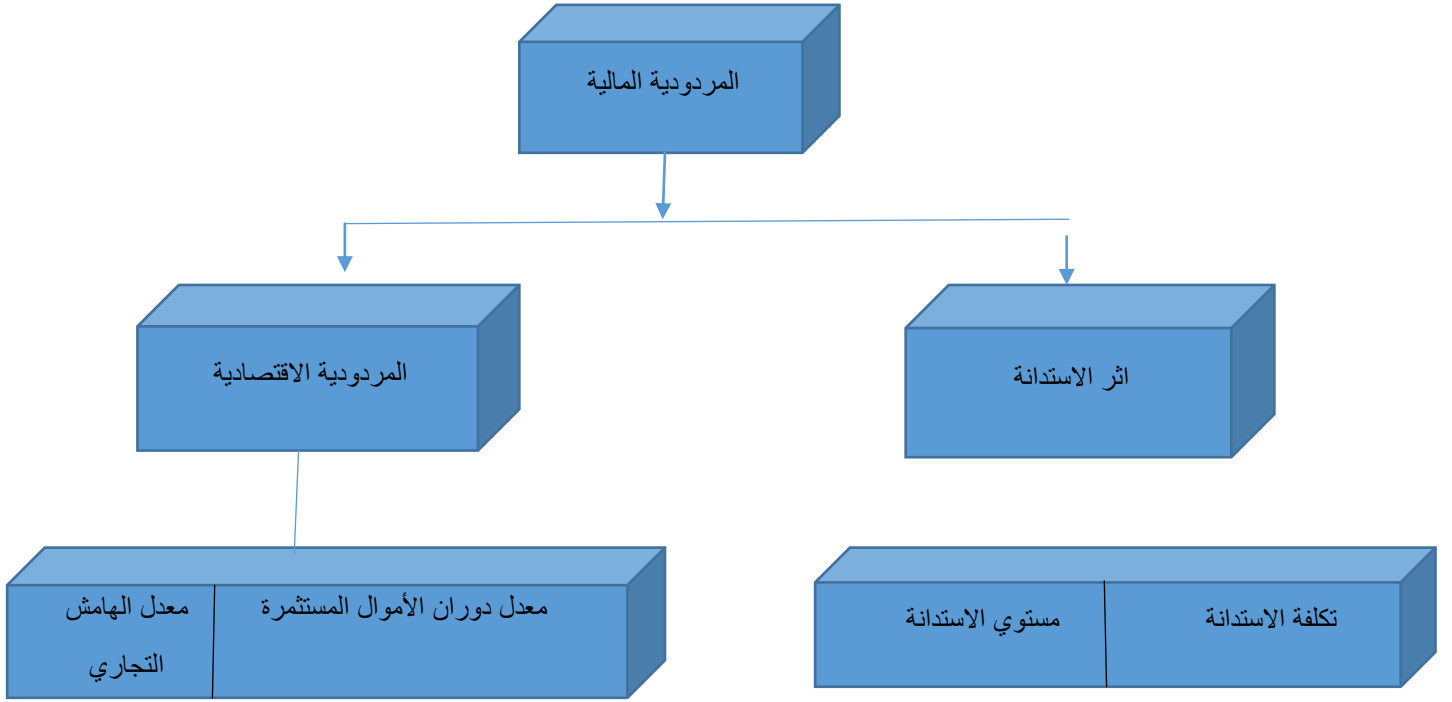 المردودية المالية
اثر الاستدانة
المردودية الاقتصادية
تكلفة الاستدانة
مستوي الاستدانة
معدل دوران الأموال المستثمرة
معدل الهامش
التجاري